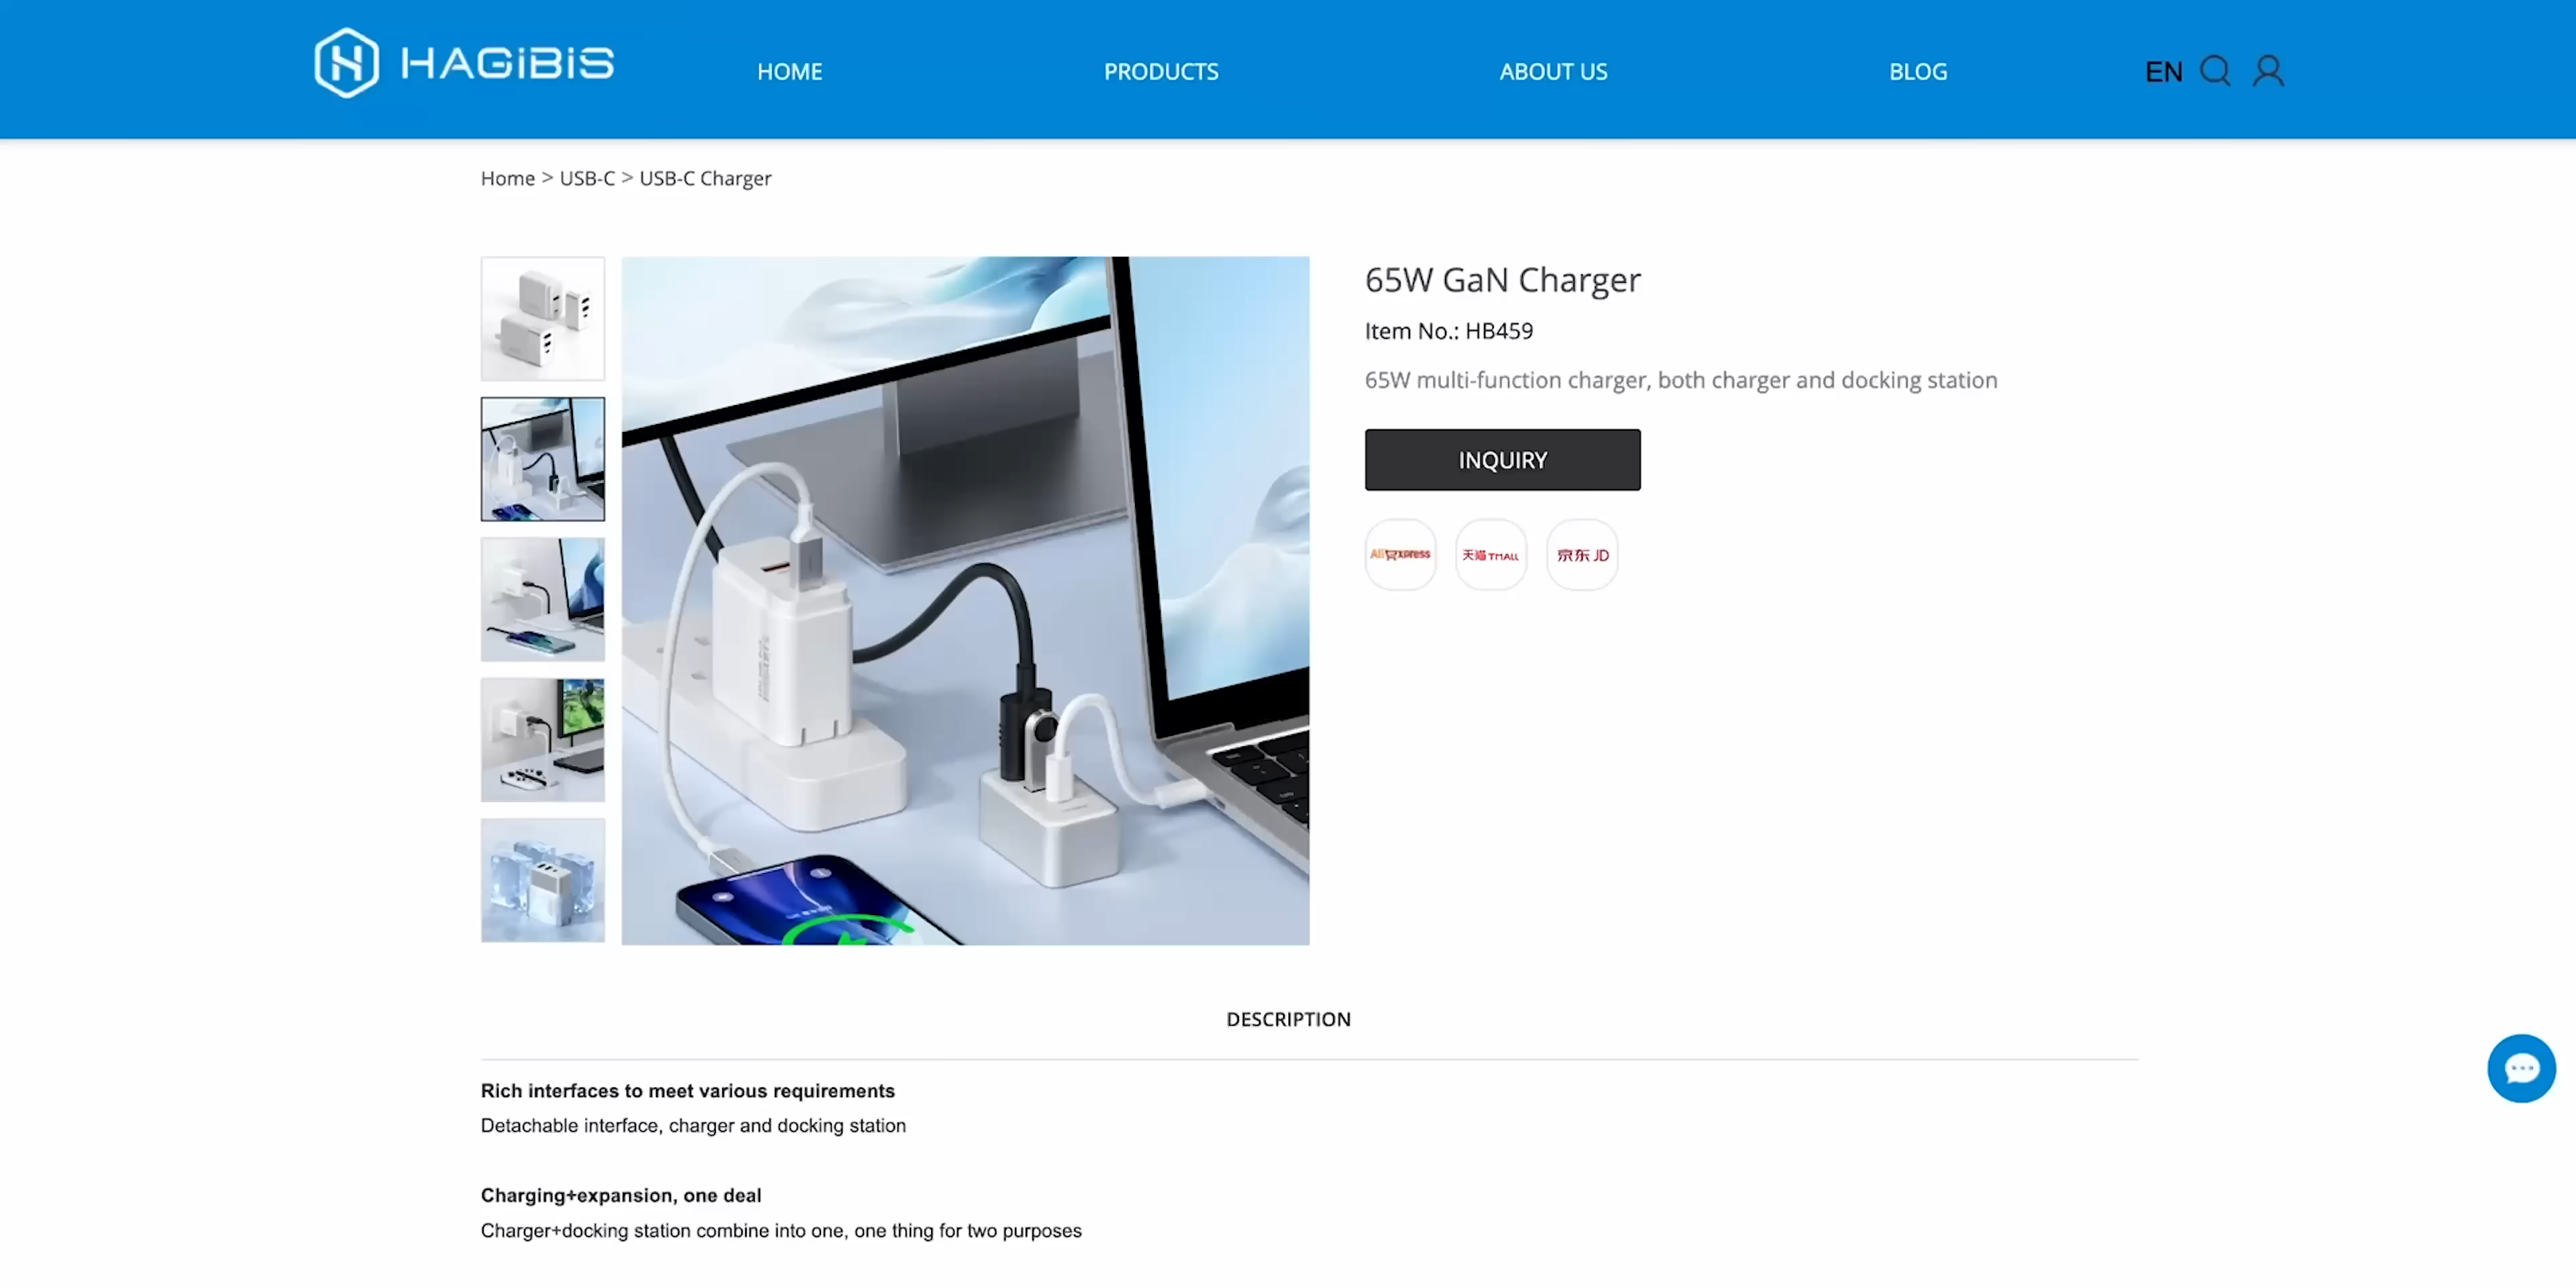 HAGiBiS
HOME
PRODUCTS
ABOUT US
BLOG
EN
Home > USB-C > USB-C Charger
65W GaN Charger
Item No.: HB459
65W multi-function charger, both charger and docking station
INQUIRY
天猫 TMALL
京东 JD
DESCRIPTION
Rich interfaces to meet various requirements
Detachable interface, charger and docking station
Charging+expansion, one deal
Charger+docking station combine into one, one thing for two purposes